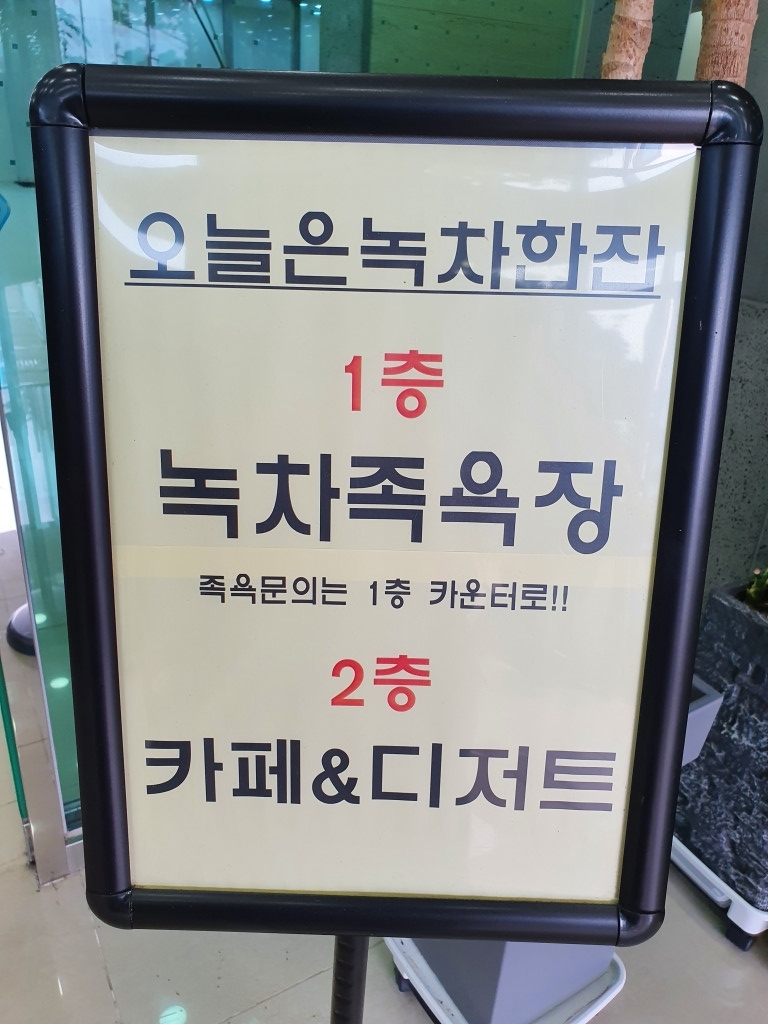 오늘은녹차한잔
1층
녹차족욕장
족욕문의는 1층 카운터로!!
2층
카페&디저트